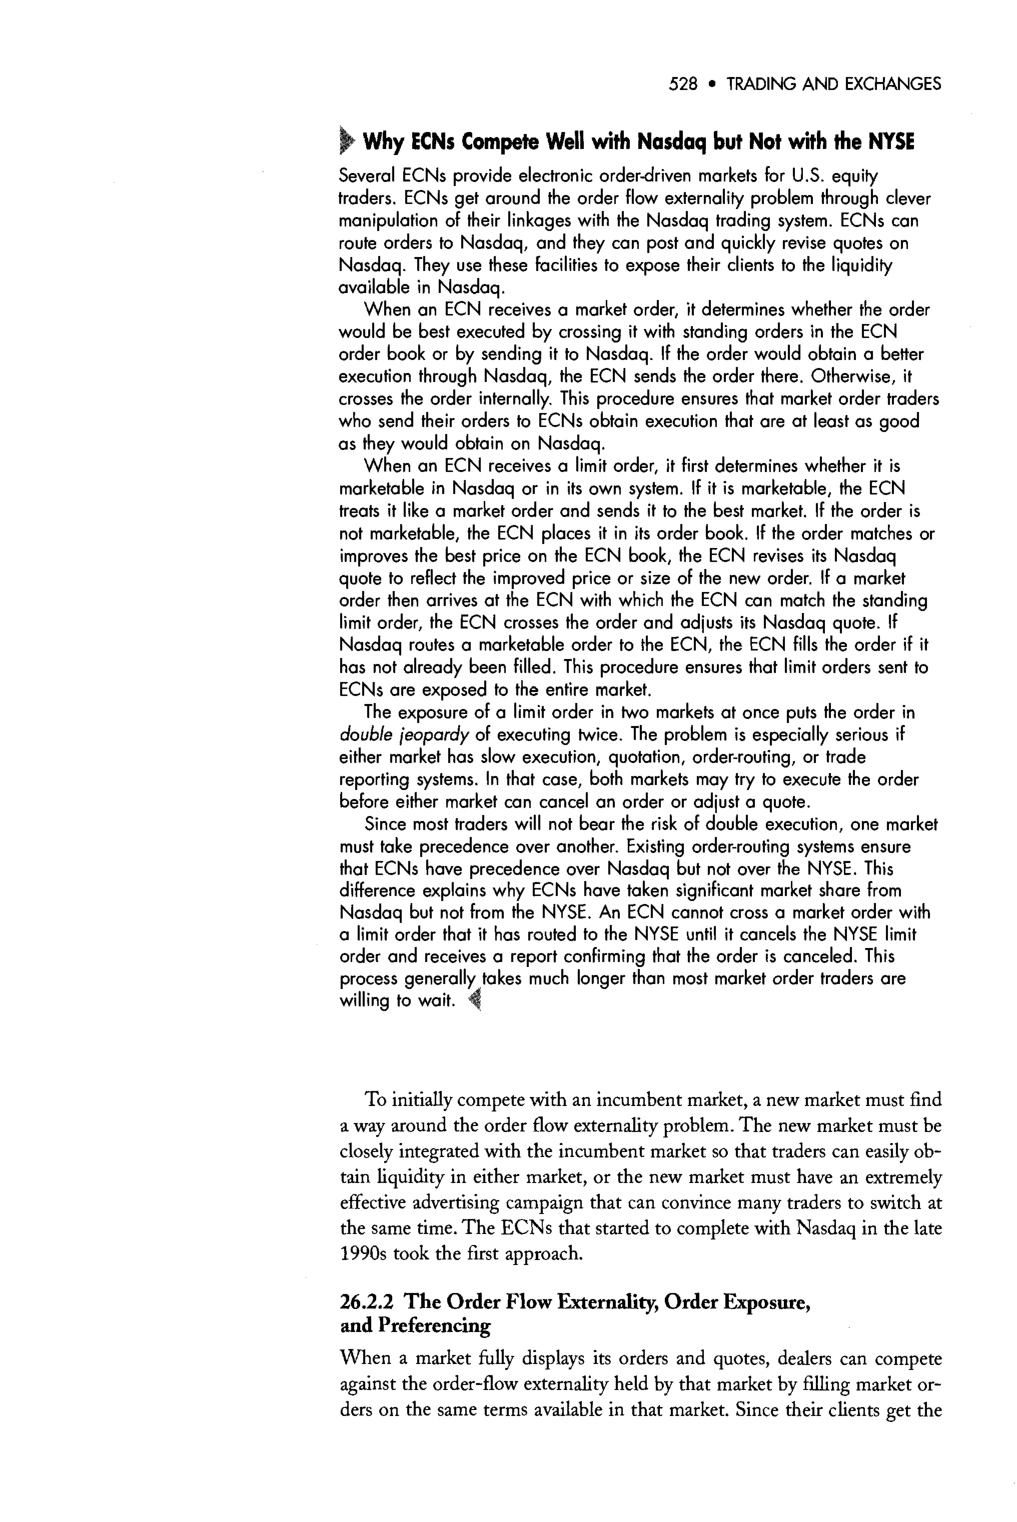 528 • TRADING AND EXCHANGES
Why ECNs Compete Well with Nasdaq but Not with the NYSE
Several ECNs provide electronic order-driven markets for U.S. equity
traders. ECNs get around the order flow externality problem through clever
manipulation of their linkages with the Nasdaq trading system. ECNs can
route orders to Nasdaq, and they can post and quickly revise quotes on
Nasdaq. They use these facilities to expose their clients to the liquidity
available in Nasdaq.
When an ECN receives a market order, it determines whether the order
would be best executed by crossing it with standing orders in the ECN
order book or by sending it to Nasdaq. If the order would obtain a better
execution through Nasdaq, the ECN sends the order there. Otherwise, it
crosses the order internally. This procedure ensures that market order traders
who send their orders to ECNs obtain execution that are at least as good
as they would obtain on Nasdaq.
When an ECN receives a limit order, it first determines whether it is
marketable in Nasdaq or in its own system. If it is marketable, the ECN
treats it like a market order and sends it to the best market. If the order is
not marketable, the ECN places it in its order book. If the order matches or
improves the best price on the ECN book, the ECN revises its Nasdaq
quote to reflect the improved price or size of the new order. If a market
order then arrives at the ECN with which the ECN can match the standing
limit order, the ECN crosses the order and adjusts its Nasdaq quote. If
Nasdaq routes a marketable order to the ECN, the ECN fills the order if it
has not already been filled. This procedure ensures that limit orders sent to
ECNs are exposed to the entire market.
The exposure of a limit order in two markets at once puts the order in
double jeopardy of executing twice. The problem is especially serious if
either market has slow execution, quotation, order-routing, or trade
reporting systems. In that case, both markets may try to execute the order
before either market can cancel an order or adjust a quote.
Since most traders will not bear the risk of double execution, one market
must take precedence over another. Existing order-routing systems ensure
that ECNs have precedence over Nasdaq but not over the NYSE. This
difference explains why ECNs have taken significant market share from
Nasdaq but not from the NYSE. An ECN cannot cross a market order with
a limit order that it has routed to the NYSE until it cancels the NYSE limit
order and receives a report confirming that the order is canceled. This
process generally takes much longer than most market order traders are
willing to wait.
To initially compete with an incumbent market, a new market must find
a way around the order flow externality problem. The new market must be
closely integrated with the incumbent market so that traders can easily ob-
tain liquidity in either market, or the new market must have an extremely
effective advertising campaign that can convince many traders to switch at
the same time. The ECNs that started to complete with Nasdaq in the late
1990s took the first approach.
26.2.2 The Order Flow Externality, Order Exposure,
and Preferencing
When a market fully displays its orders and quotes, dealers can compete
against the order-flow externality held by that market by filling market or-
ders on the same terms available in that market. Since their clients get the